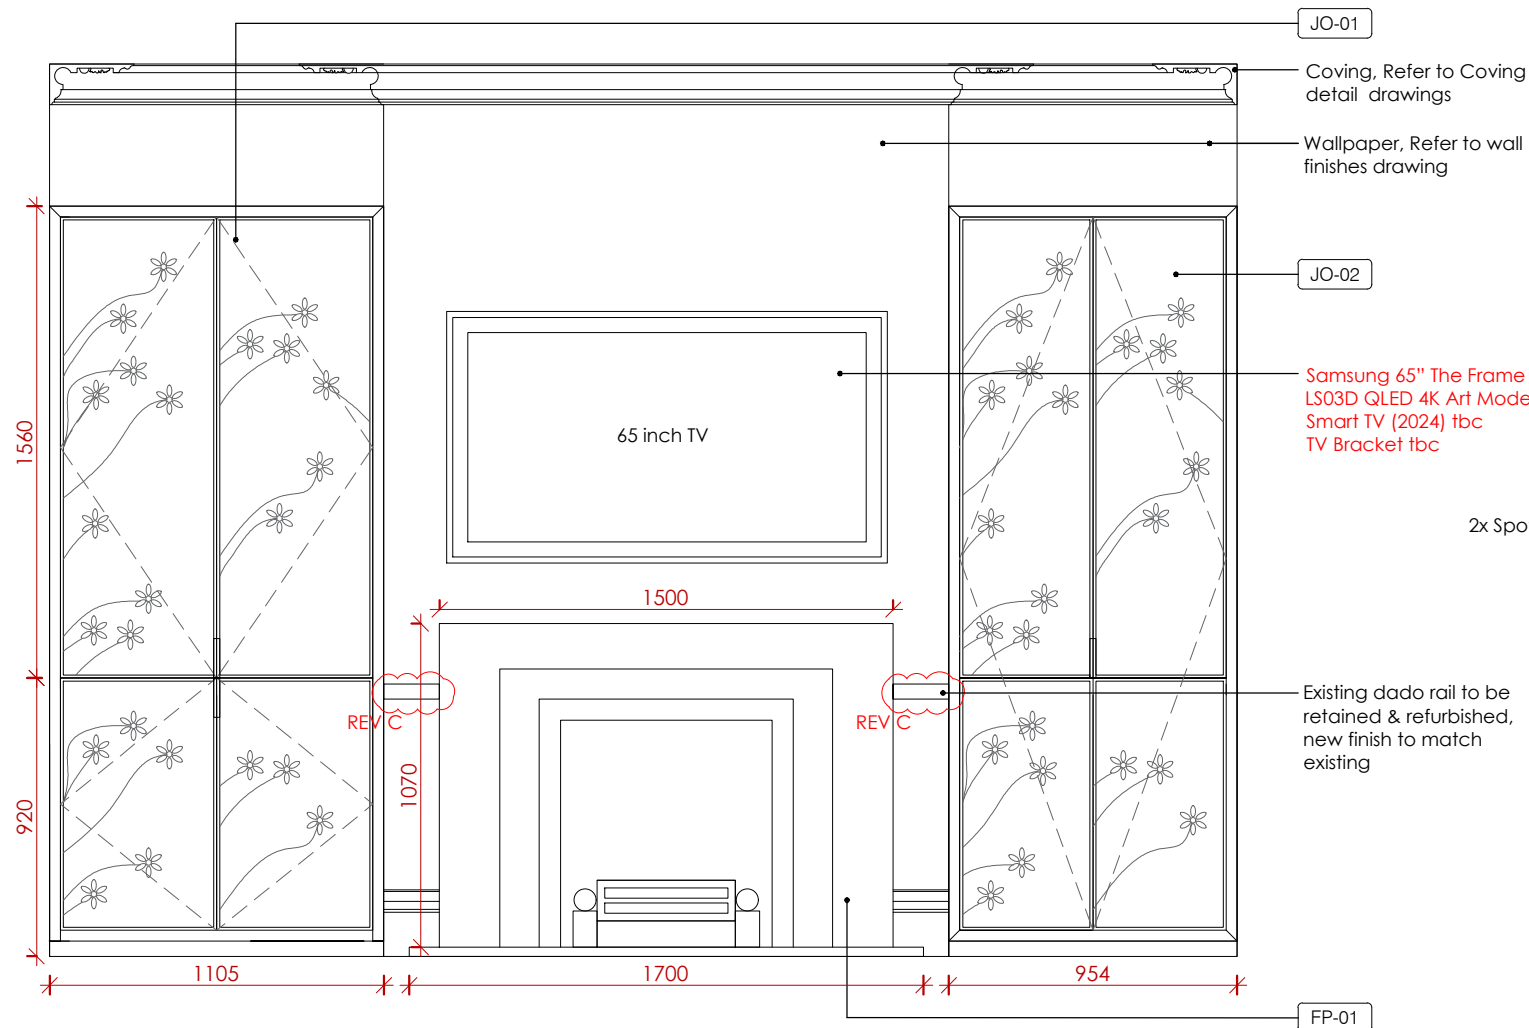 JO-01
Coving, Refer to Coving
detail drawings
Wallpaper, Refer to wall
finishes drawing
JO-02
Samsung 65” The Frame
LS03D QLED 4K Art Mode
Smart TV (2024) tbc
TV Bracket tbc
65 inch TV
1560
2x Spo
1500
Existing dado rail to be
retained & refurbished,
new finish to match
existing
REV C
REV C
1070
920
1105
1700
954
FP-01